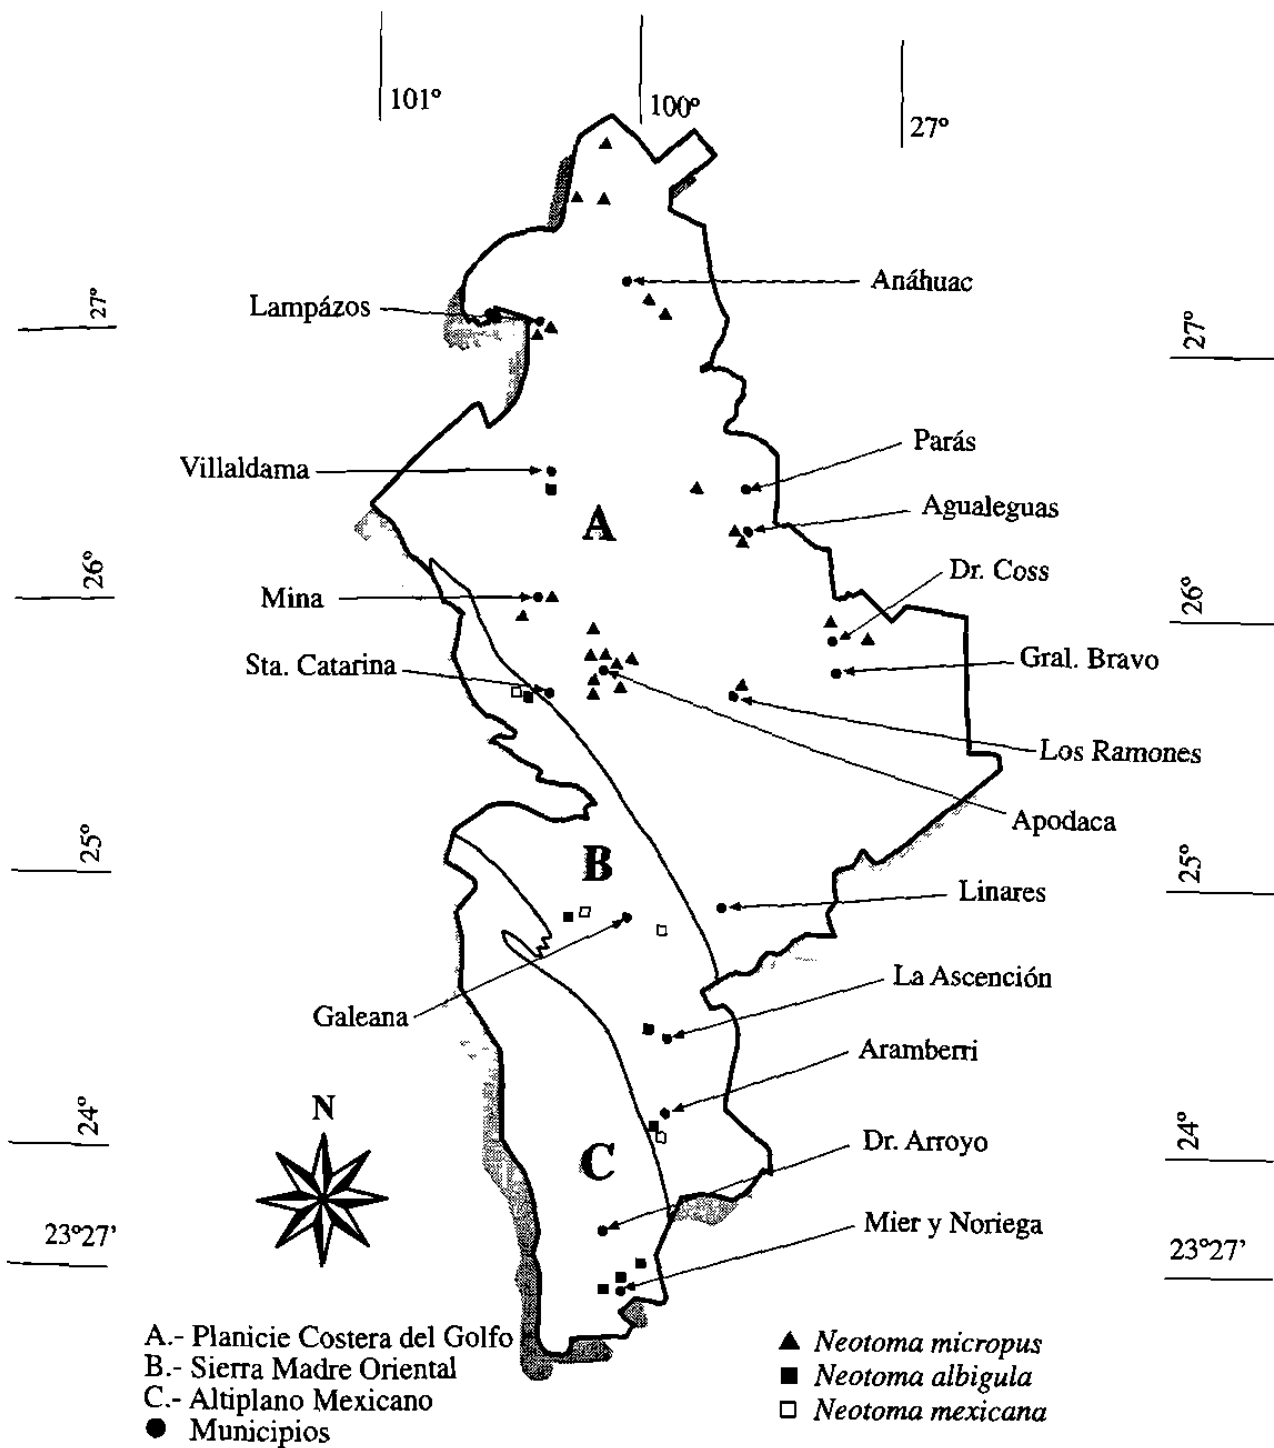 101° 100° 27°
27° Lampázos Anáhuac 27°
Villaldama Parás
A Agualeguas
26° Mina Dr. Coss 26°
Sta. Catarina Gral. Bravo
Los Ramones
Apodaca
25° B 25°
Linares
La Ascención
Galeana
Aramberri
24° N C Dr. Arroyo 24°
23°27' Mier y Noriega 23°27'
A.- Planicie Costera del Golfo
B.- Sierra Madre Oriental
C.- Altiplano Mexicano
Municipios
Neotoma micropus
Neotoma albigula
Neotoma mexicana